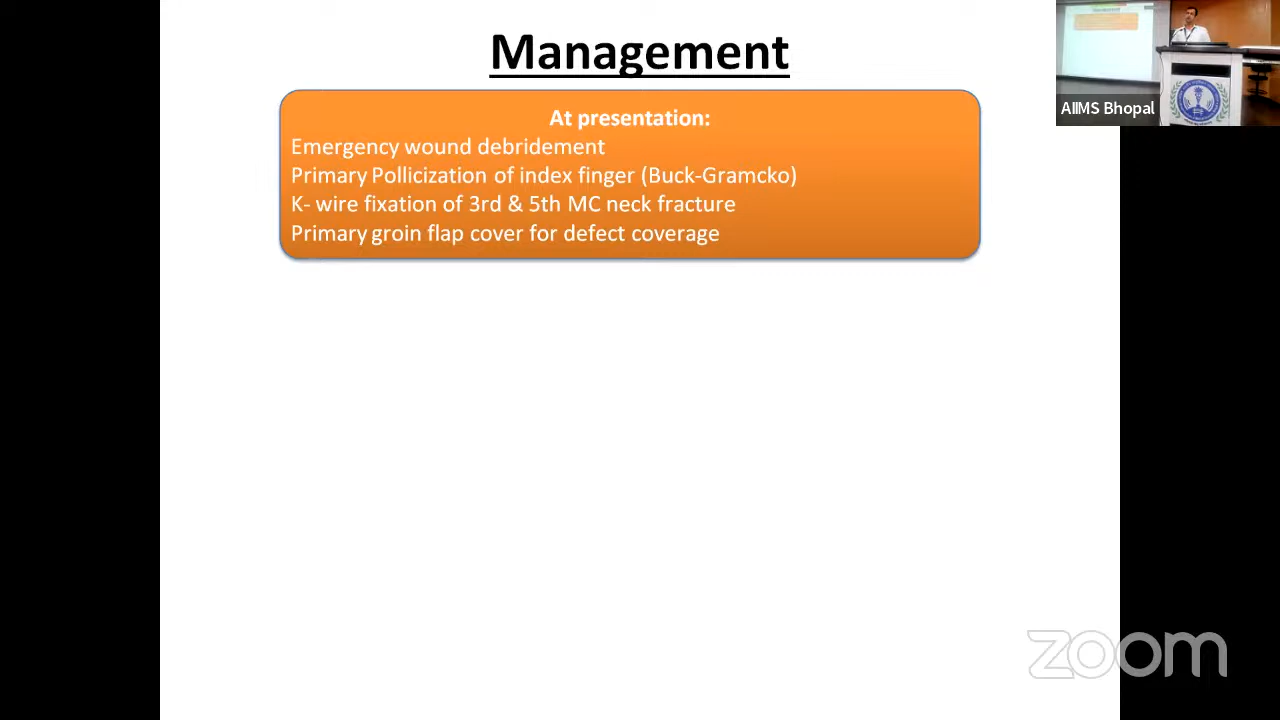 Management
At presentation:
Emergency wound debridement
Primary Pollicization of index finger (Buck-Gramcko)
K- wire fixation of 3rd & 5th MC neck fracture
Primary groin flap cover for defect coverage
AIIMS Bhopal
zoom